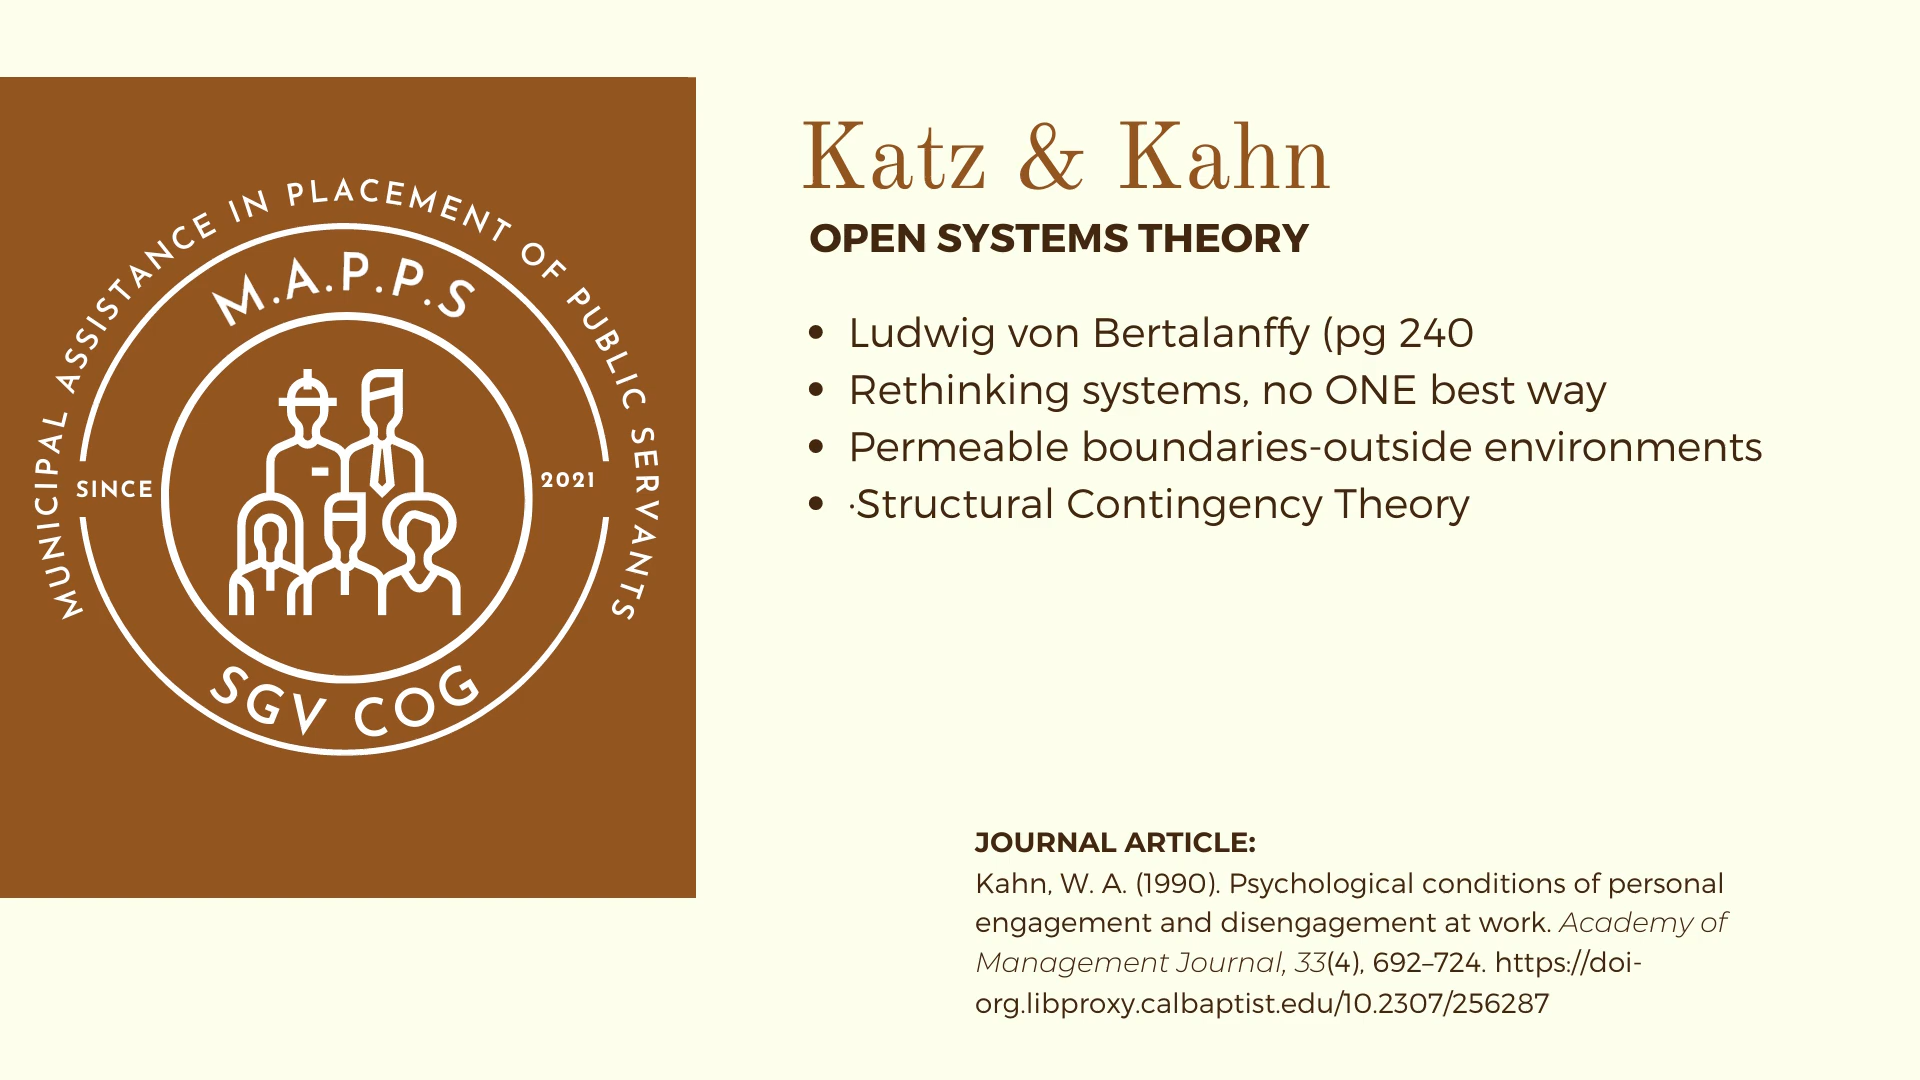 MUNICIPAL ASSISTANCE IN PLACEMENT OF PUBLIC SERVANTS
M.A.P.P.S
SINCE
2021
SGV COG
Katz & Kahn
OPEN SYSTEMS THEORY
• Ludwig von Bertalanffy (pg 240
• Rethinking systems, no ONE best way
• Permeable boundaries-outside environments
• ·Structural Contingency Theory
JOURNAL ARTICLE:
Kahn, W. A. (1990). Psychological conditions of personal
engagement and disengagement at work. Academy of
Management Journal, 33(4), 692–724. https://doi-
org.libproxy.calbaptist.edu/10.2307/256287